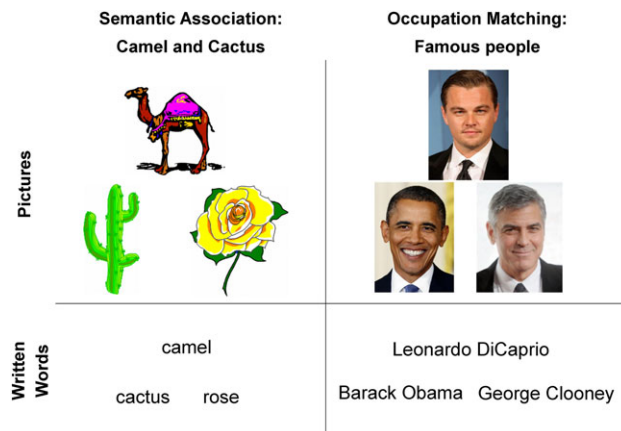 Semantic Association:
Camel and Cactus
Occupation Matching:
Famous people
Pictures
Written
Words
camel
cactus rose
Leonardo DiCaprio
Barack Obama George Clooney